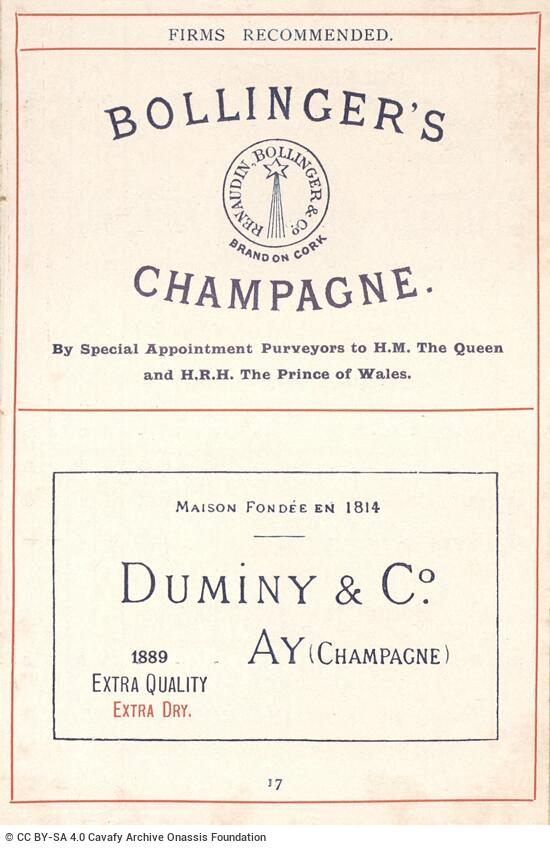 FIRMS RECOMMENDED.
BOLLINGER'S
RENAUDIN, BOLLINGER & Co.
BRAND ON CORK
CHAMPAGNE.
By Special Appointment Purveyors to H.M. The Queen
and H.R.H. The Prince of Wales.
MAISON FONDÉE EN 1814
DUMINY & Co.
AY (CHAMPAGNE)
1889
EXTRA QUALITY
EXTRA DRY.
17
© CC BY-SA 4.0 Cavafy Archive Onassis Foundation